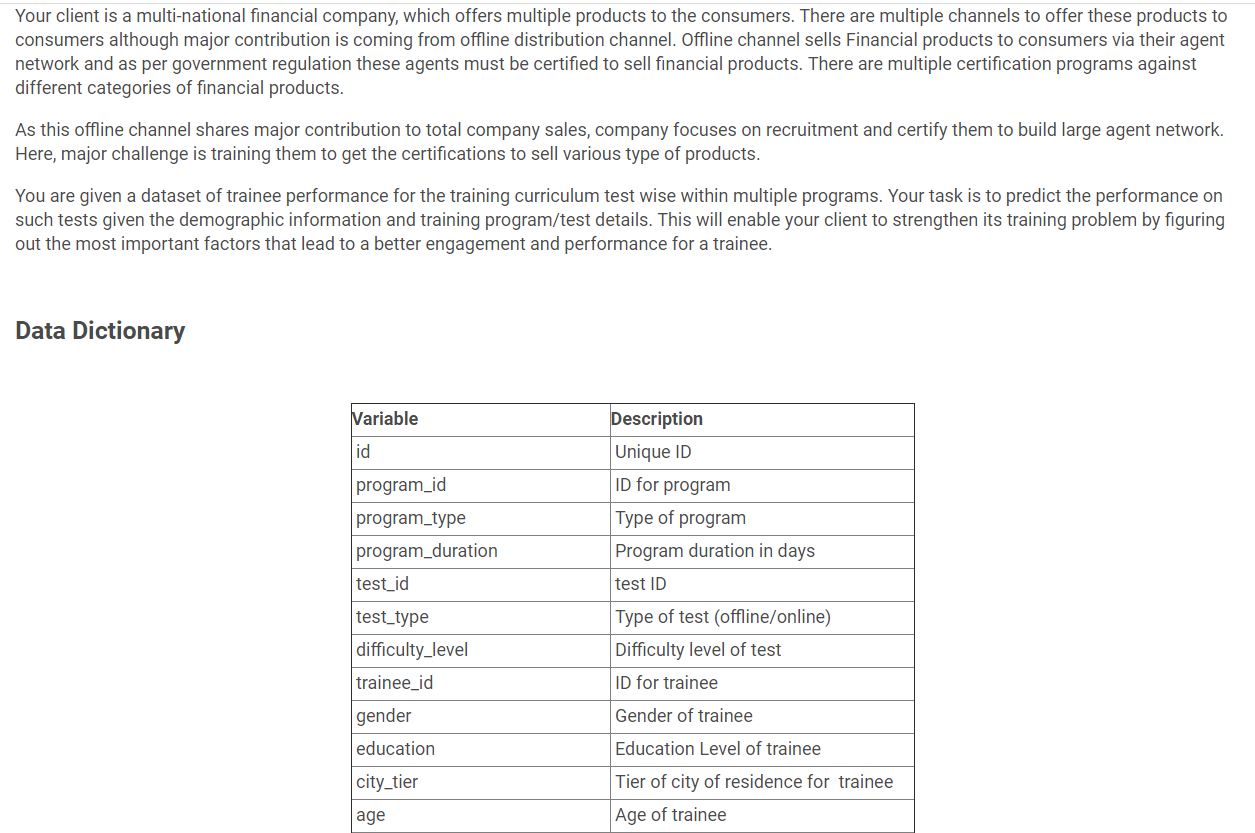 Your client is a multi-national financial company, which offers multiple products to the consumers. There are multiple channels to offer these products to
consumers although major contribution is coming from offline distribution channel. Offline channel sells Financial products to consumers via their agent
network and as per government regulation these agents must be certified to sell financial products. There are multiple certification programs against
different categories of financial products.
As this offline channel shares major contribution to total company sales, company focuses on recruitment and certify them to build large agent network.
Here, major challenge is training them to get the certifications to sell various type of products.
You are given a dataset of trainee performance for the training curriculum test wise within multiple programs. Your task is to predict the performance on
such tests given the demographic information and training program/test details. This will enable your client to strengthen its training problem by figuring
out the most important factors that lead to a better engagement and performance for a trainee.
Data Dictionary
Variable Description
id Unique ID
program_id ID for program
program_type Type of program
program_duration Program duration in days
test_id test ID
test_type Type of test (offline/online)
difficulty_level Difficulty level of test
trainee_id ID for trainee
gender Gender of trainee
education Education Level of trainee
city_tier Tier of city of residence for trainee
age Age of trainee